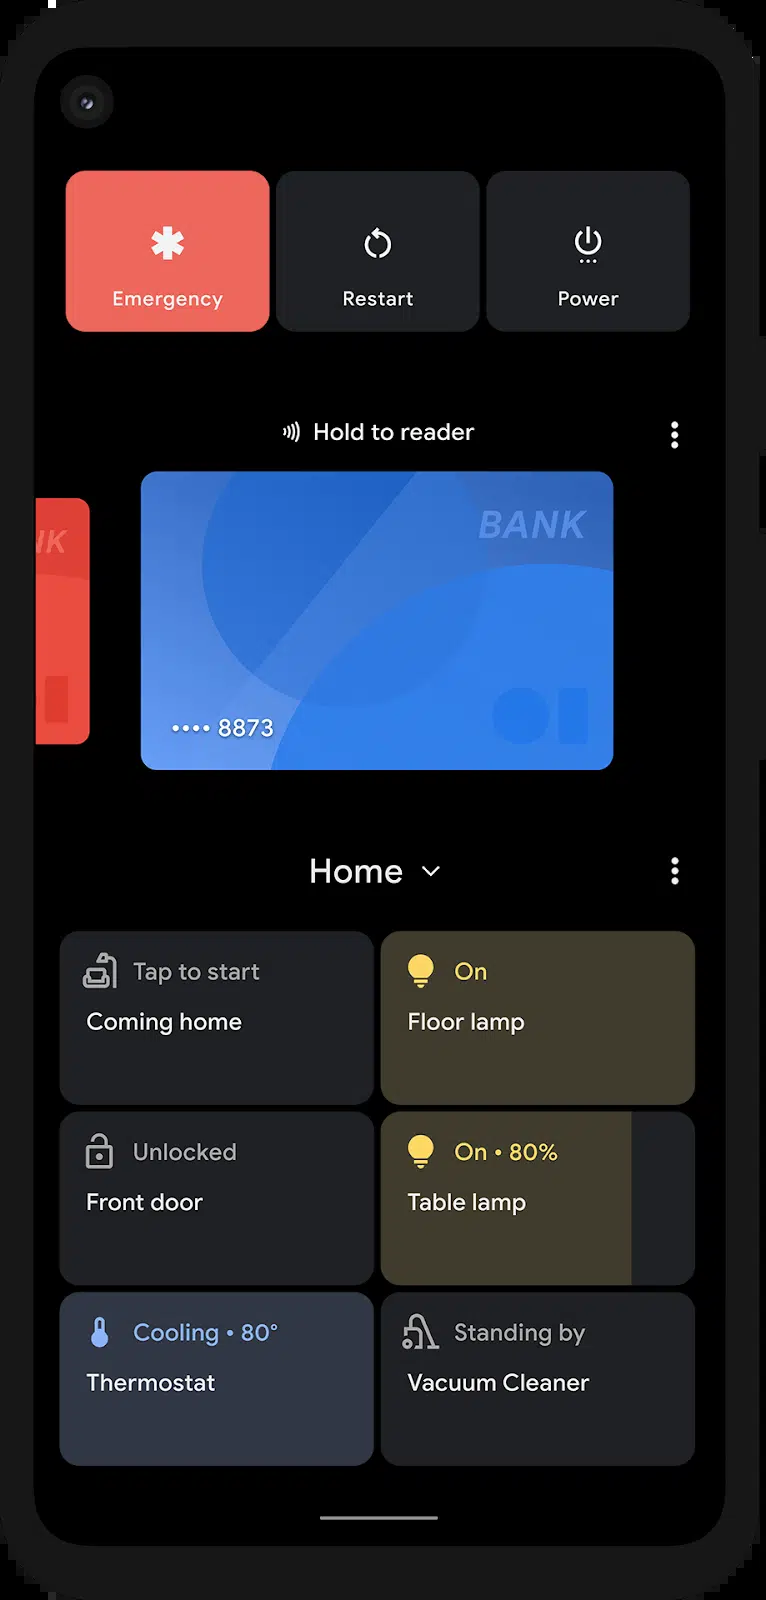 Emergency
Restart
Power
Hold to reader
NK
BANK
•••• 8873
Home
Tap to start
Coming home
On
Floor lamp
Unlocked
Front door
On • 80%
Table lamp
Cooling • 80°
Thermostat
Standing by
Vacuum Cleaner